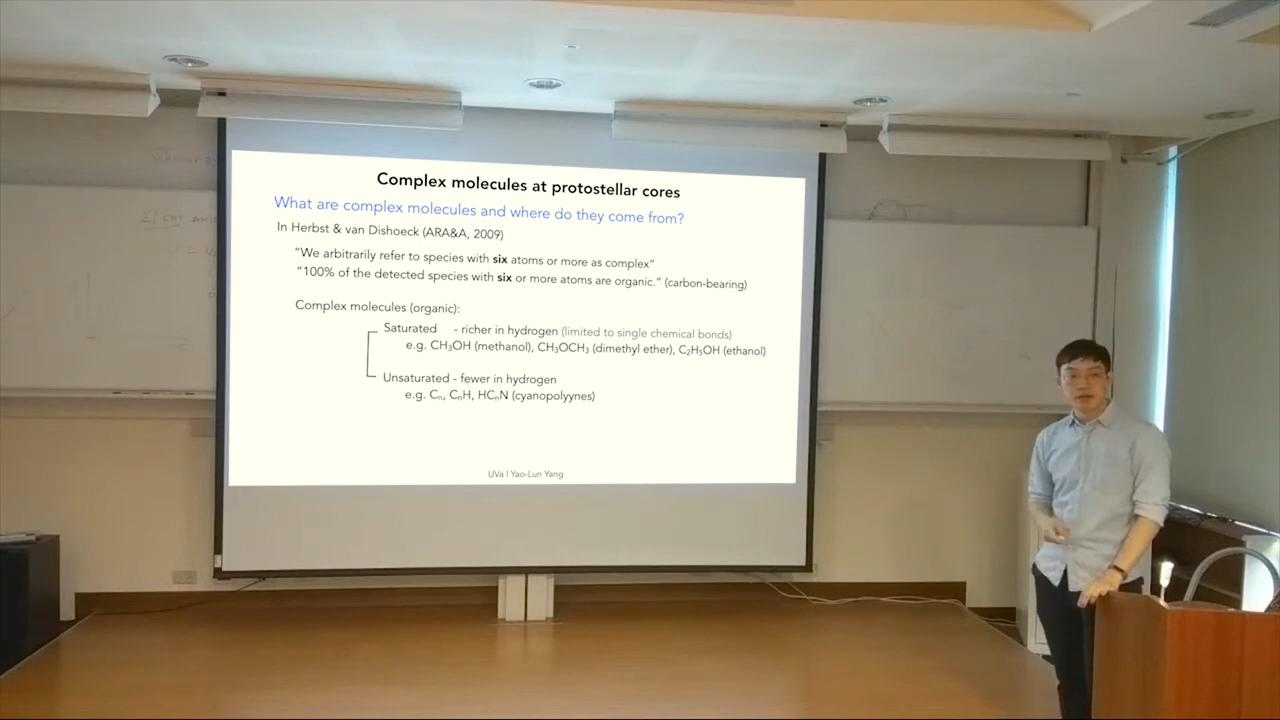 Complex molecules at protostellar cores
What are complex molecules and where do they come from?
In Herbst & van Dishoeck (ARA&A, 2009)
"We arbitrarily refer to species with six atoms or more as complex"
"100% of the detected species with six or more atoms are organic." (carbon-bearing)
Complex molecules (organic):
Saturated - richer in hydrogen (limited to single chemical bonds)
e.g. CH₃OH (methanol), CH₃OCH₃ (dimethyl ether), C₂H₅OH (ethanol)
Unsaturated - fewer in hydrogen
e.g. Cₙ, CₙH, HCₙN (cyanopolyynes)
UVa | Yao-Lun Yang